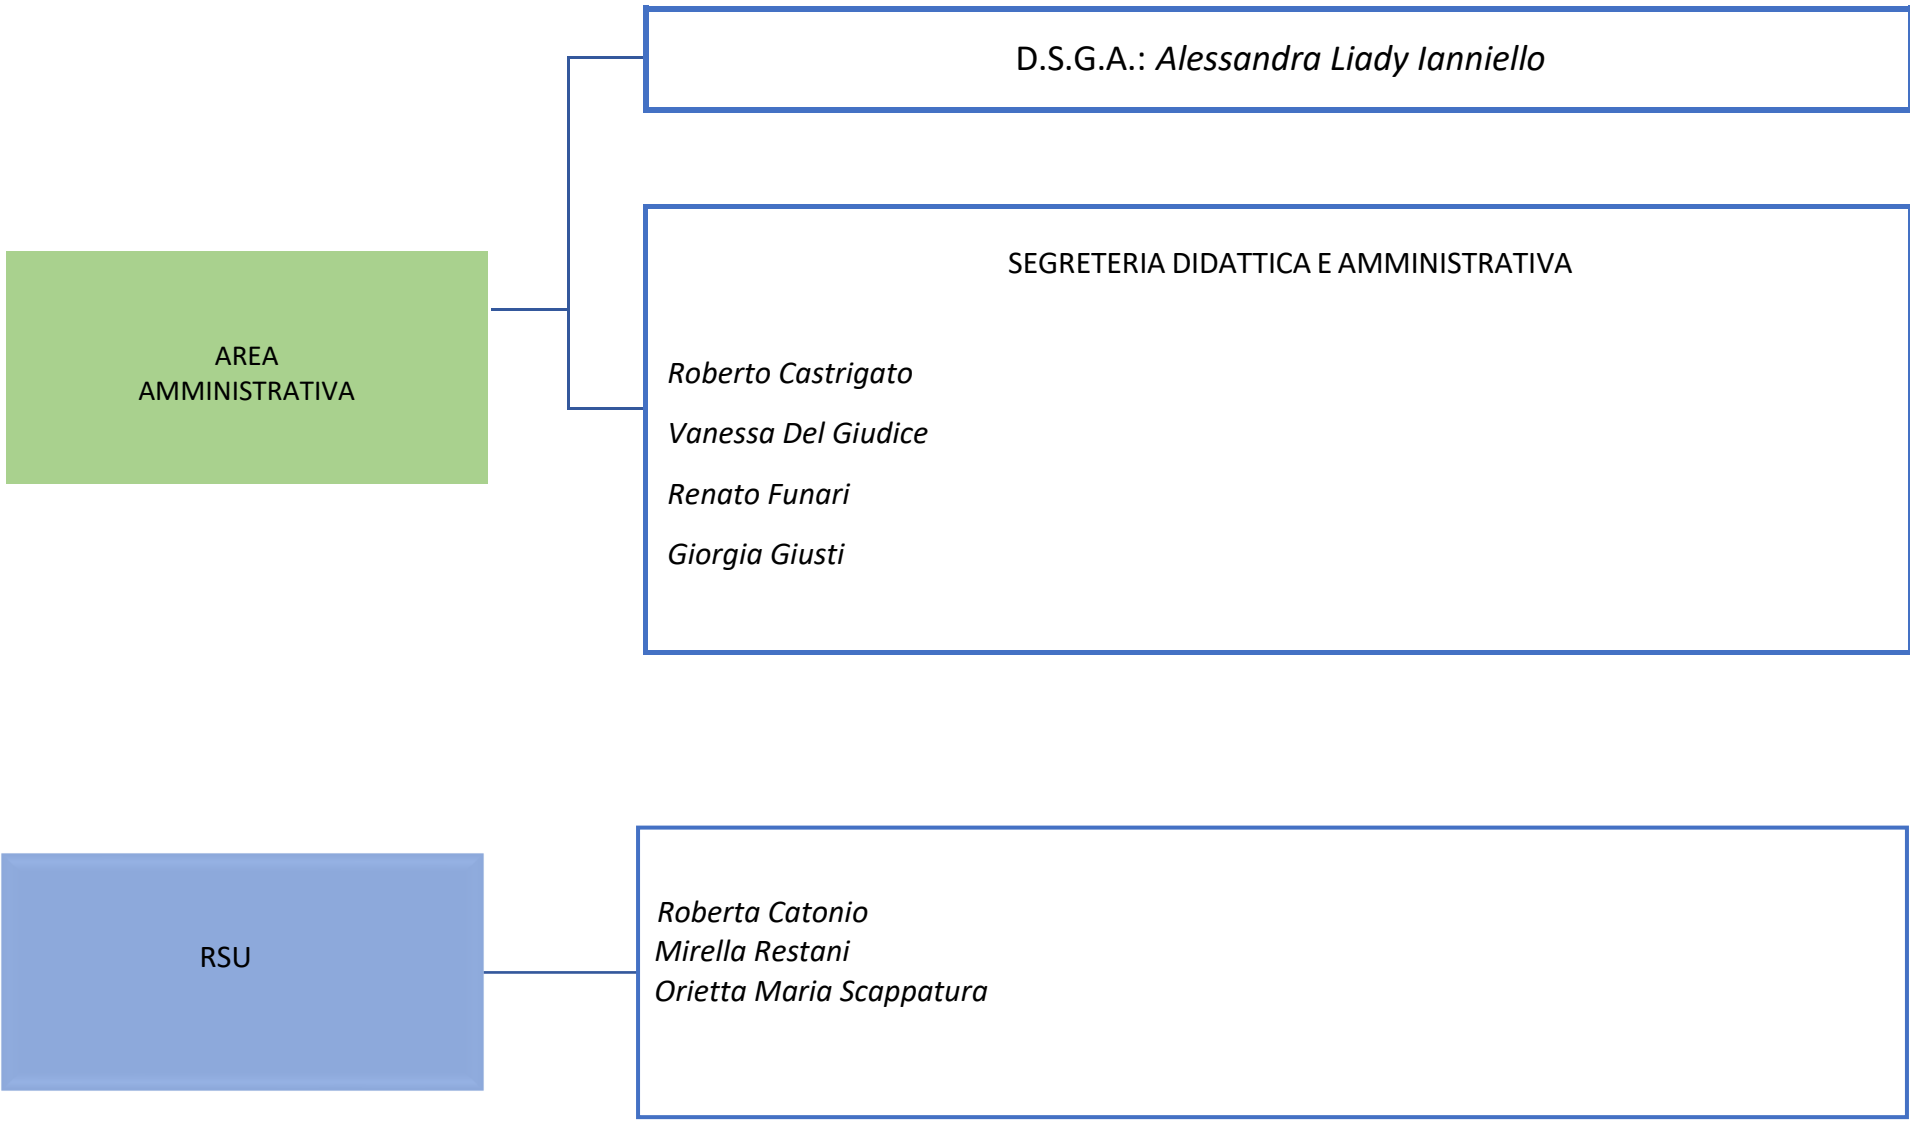 D.S.G.A.: Alessandra Liady Ianniello
SEGRETERIA DIDATTICA E AMMINISTRATIVA
AREA
AMMINISTRATIVA
Roberto Castrigato
Vanessa Del Giudice
Renato Funari
Giorgia Giusti
RSU
Roberta Catonio
Mirella Restani
Orietta Maria Scappatura